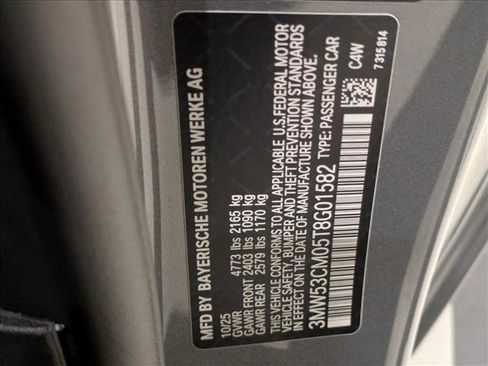 MFD BY BAYERISCHE MOTOREN WERKE AG
10/25
GVWR 4773 lbs 2165 kg
GAWR FRONT 2403 lbs 1090 kg
GAWR REAR 2579 lbs 1170 kg
THIS VEHICLE CONFORMS TO ALL APPLICABLE U.S.FEDERAL MOTOR
VEHICLE SAFETY, BUMPER AND THEFT PREVENTION STANDARDS
IN EFFECT ON THE DATE OF MANUFACTURE SHOWN ABOVE.
3MW53CM05T8G01582 TYPE: PASSENGER CAR
C4W
7315814